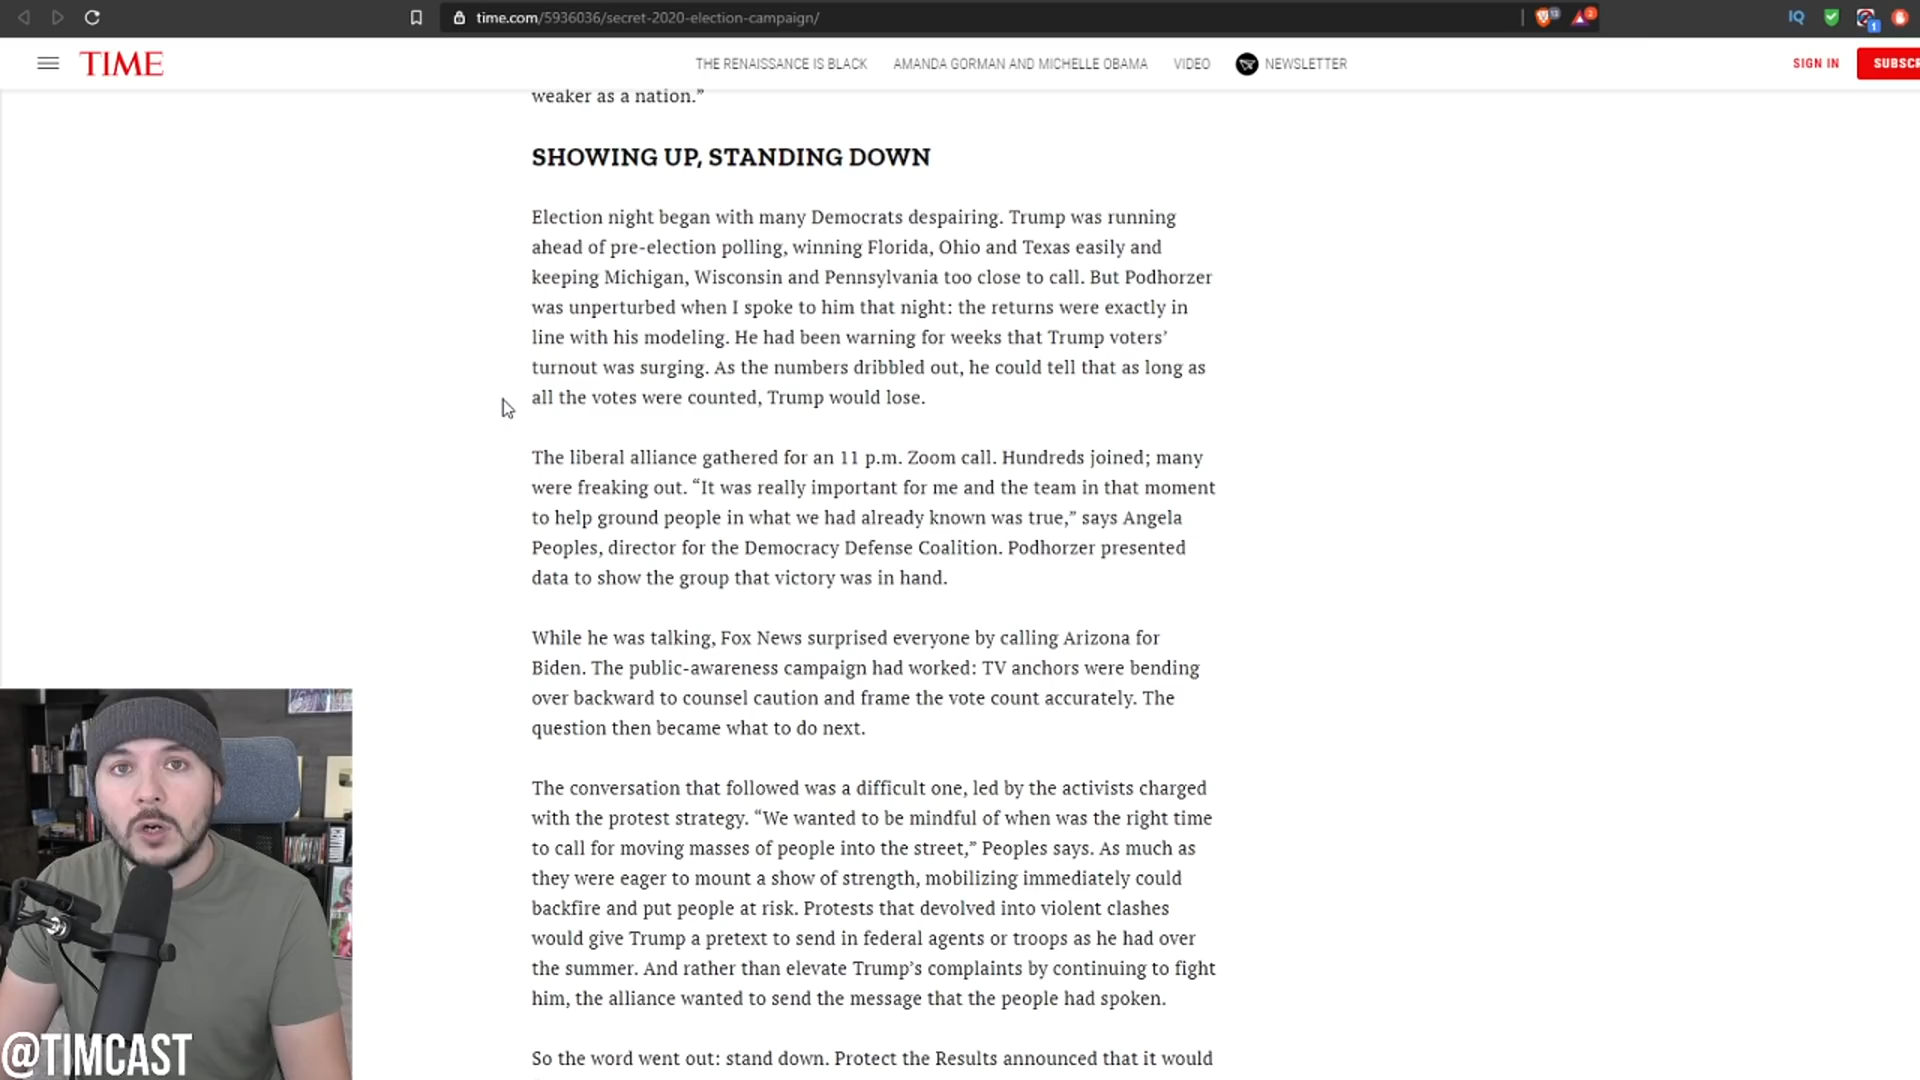 time.com/5936036/secret-2020-election-campaign/
IQ
TIME
THE RENAISSANCE IS BLACK
AMANDA GORMAN AND MICHELLE OBAMA
VIDEO
NEWSLETTER
SIGN IN
SUBSCR
weaker as a nation.”
SHOWING UP, STANDING DOWN
Election night began with many Democrats despairing. Trump was running
ahead of pre-election polling, winning Florida, Ohio and Texas easily and
keeping Michigan, Wisconsin and Pennsylvania too close to call. But Podhorzer
was unperturbed when I spoke to him that night: the returns were exactly in
line with his modeling. He had been warning for weeks that Trump voters’
turnout was surging. As the numbers dribbled out, he could tell that as long as
all the votes were counted, Trump would lose.
The liberal alliance gathered for an 11 p.m. Zoom call. Hundreds joined; many
were freaking out. “It was really important for me and the team in that moment
to help ground people in what we had already known was true,” says Angela
Peoples, director for the Democracy Defense Coalition. Podhorzer presented
data to show the group that victory was in hand.
While he was talking, Fox News surprised everyone by calling Arizona for
Biden. The public-awareness campaign had worked: TV anchors were bending
over backward to counsel caution and frame the vote count accurately. The
question then became what to do next.
The conversation that followed was a difficult one, led by the activists charged
with the protest strategy. “We wanted to be mindful of when was the right time
to call for moving masses of people into the street,” Peoples says. As much as
they were eager to mount a show of strength, mobilizing immediately could
backfire and put people at risk. Protests that devolved into violent clashes
would give Trump a pretext to send in federal agents or troops as he had over
the summer. And rather than elevate Trump’s complaints by continuing to fight
him, the alliance wanted to send the message that the people had spoken.
So the word went out: stand down. Protect the Results announced that it would
@TIMCAST